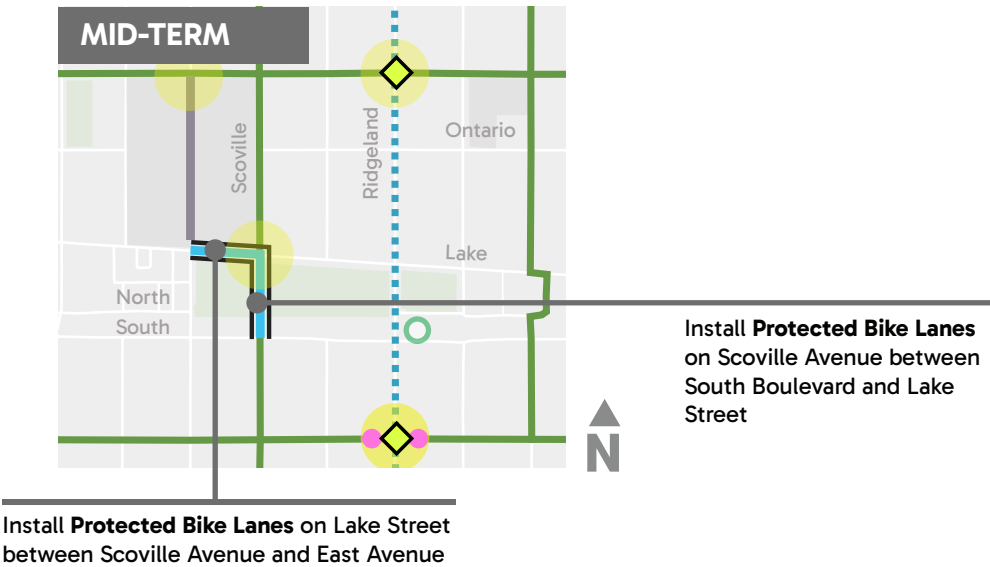 MID-TERM
Scoville
Ridgeland
Ontario
Lake
North
South
Install Protected Bike Lanes
on Scoville Avenue between
South Boulevard and Lake
Street
N
Install Protected Bike Lanes on Lake Street
between Scoville Avenue and East Avenue